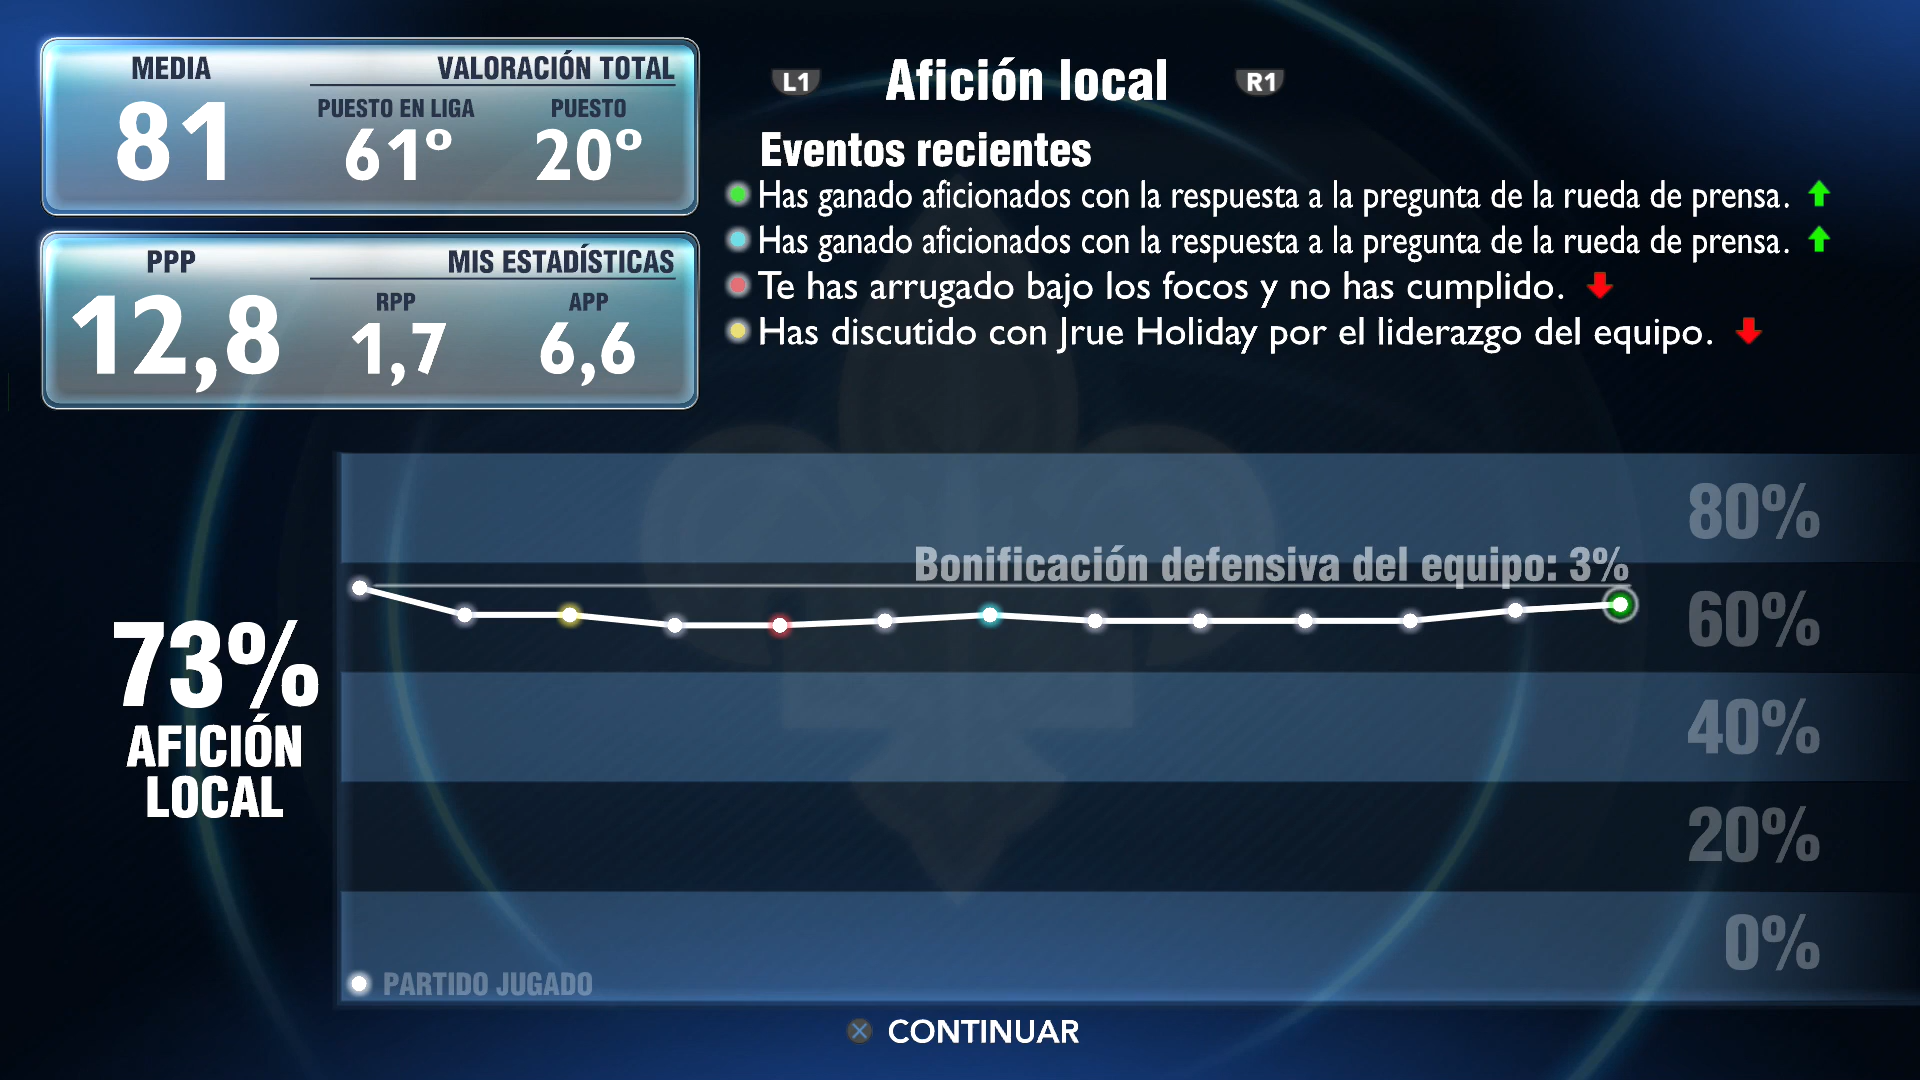 MEDIA
VALORACIÓN TOTAL
81
PUESTO EN LIGA
61º
PUESTO
20º
PPP
MIS ESTADÍSTICAS
12,8
RPP
1,7
APP
6,6
L1
Afición local
R1
Eventos recientes
Has ganado aficionados con la respuesta a la pregunta de la rueda de prensa.
Has ganado aficionados con la respuesta a la pregunta de la rueda de prensa.
Te has arrugado bajo los focos y no has cumplido.
Has discutido con Jrue Holiday por el liderazgo del equipo.
73%
AFICIÓN
LOCAL
Bonificación defensiva del equipo: 3%
80%
60%
40%
20%
0%
PARTIDO JUGADO
CONTINUAR